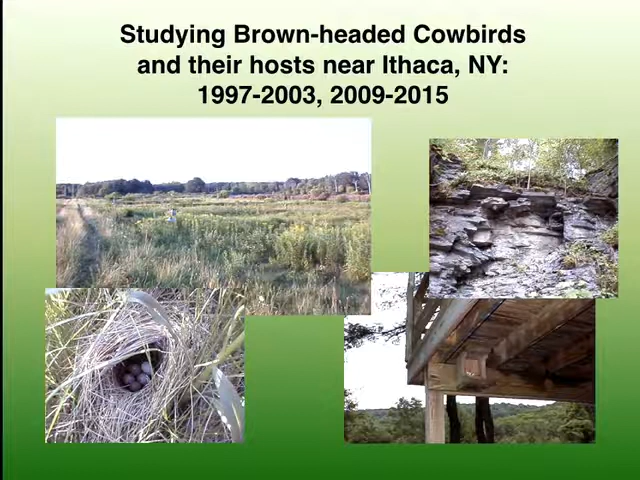 Studying Brown-headed Cowbirds
and their hosts near Ithaca, NY:
1997-2003, 2009-2015